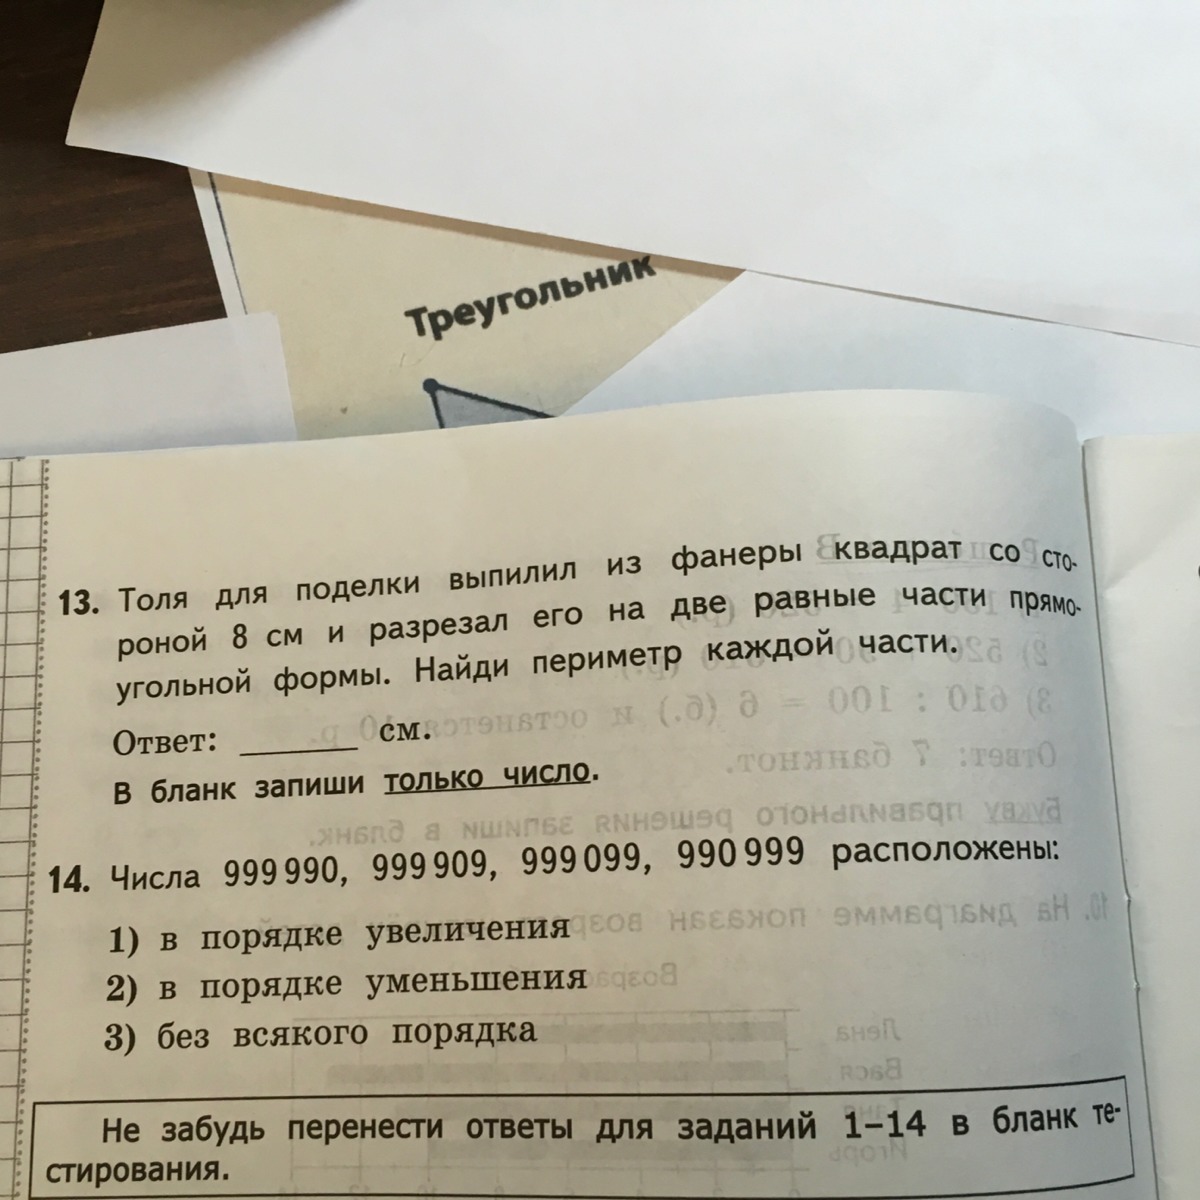 Треугольник
13. Толя для поделки выпилил из фанеры квадрат со сто-
роной 8 см и разрезал его на две равные части прямо-
угольной формы. Найди периметр каждой части.
Ответ: ______ см.
В бланк запиши только число.
14. Числа 999 990, 999 909, 999 099, 990 999 расположены:
1) в порядке увеличения
2) в порядке уменьшения
3) без всякого порядка
Не забудь перенести ответы для заданий 1–14 в бланк те-
стирования.